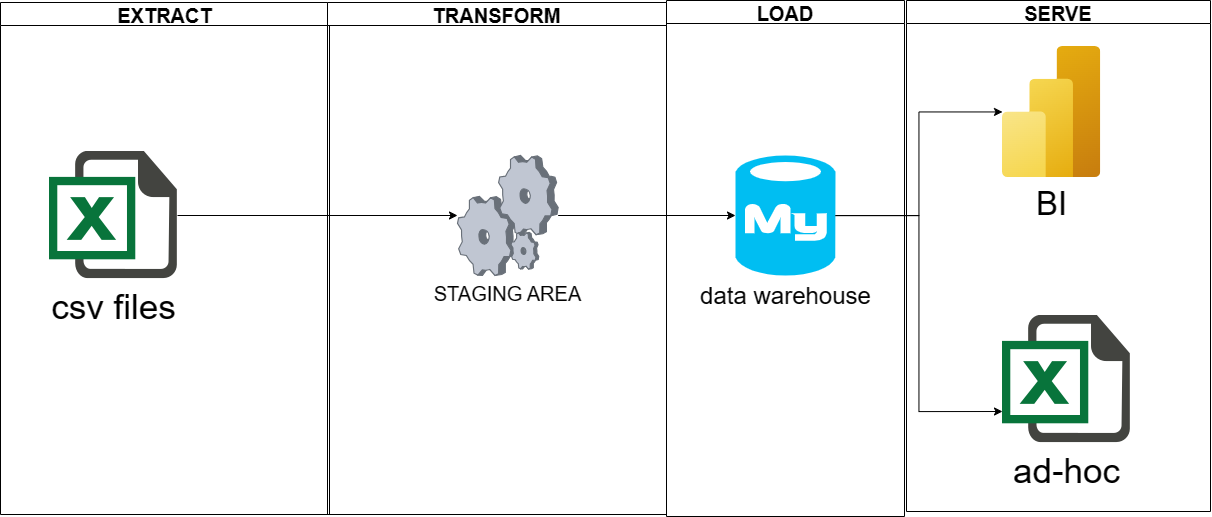 EXTRACT
TRANSFORM
LOAD
SERVE
X
csv files
STAGING AREA
My
data warehouse
BI
X
ad-hoc